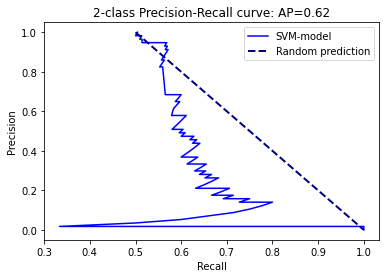 2-class Precision-Recall curve: AP=0.62
SVM-model
Random prediction
Precision
1.0
0.8
0.6
0.4
0.2
0.0
0.3 0.4 0.5 0.6 0.7 0.8 0.9 1.0
Recall